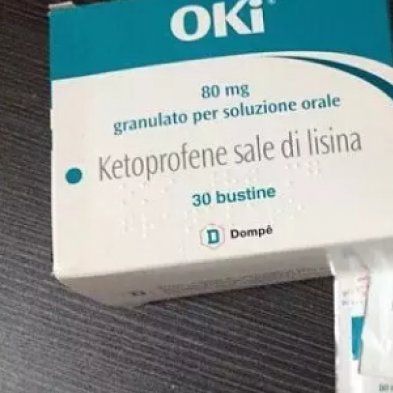 OKi
80 mg
granulato per soluzione orale
Ketoprofene sale di lisina
30 bustine
D Dompé